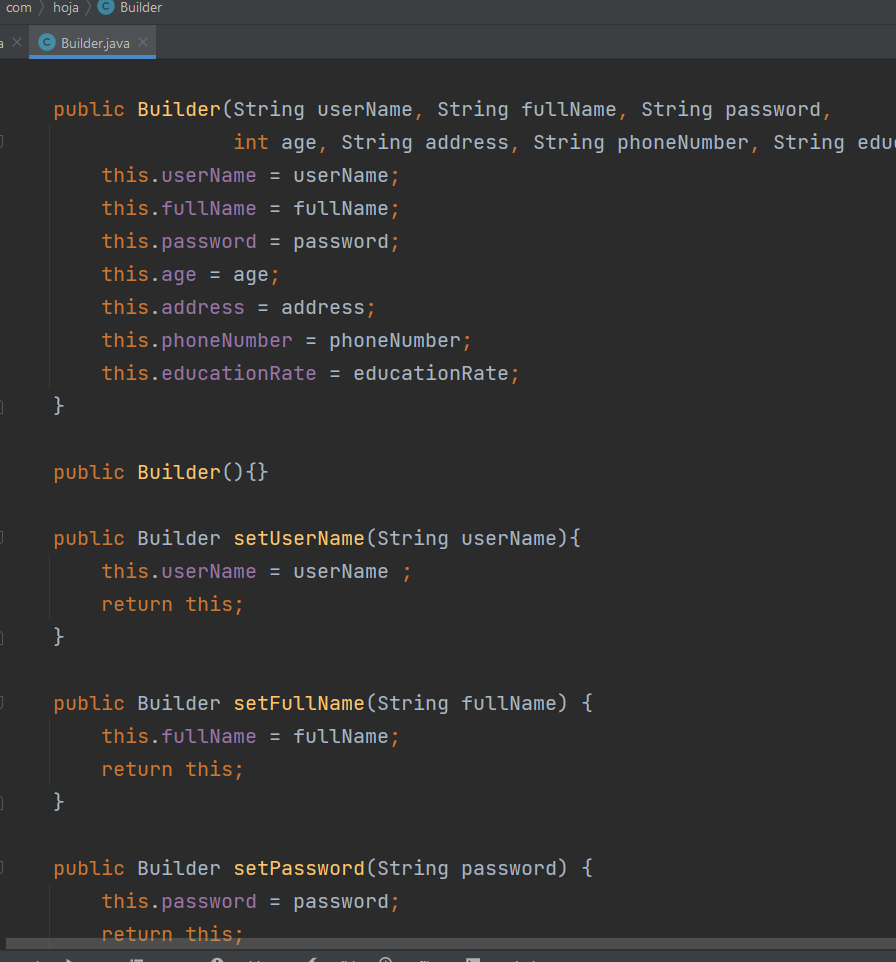 com hoja Builder
Builder.java
public Builder(String userName, String fullName, String password,
int age, String address, String phoneNumber, String
this.userName = userName;
this.fullName = fullName;
this.password = password;
this.age = age;
this.address = address;
this.phoneNumber = phoneNumber;
this.educationRate = educationRate;
}
public Builder(){}
public Builder setUserName(String userName){
this.userName = userName ;
return this;
}
public Builder setFullName(String fullName) {
this.fullName = fullName;
return this;
}
public Builder setPassword(String password) {
this.password = password;
return this;